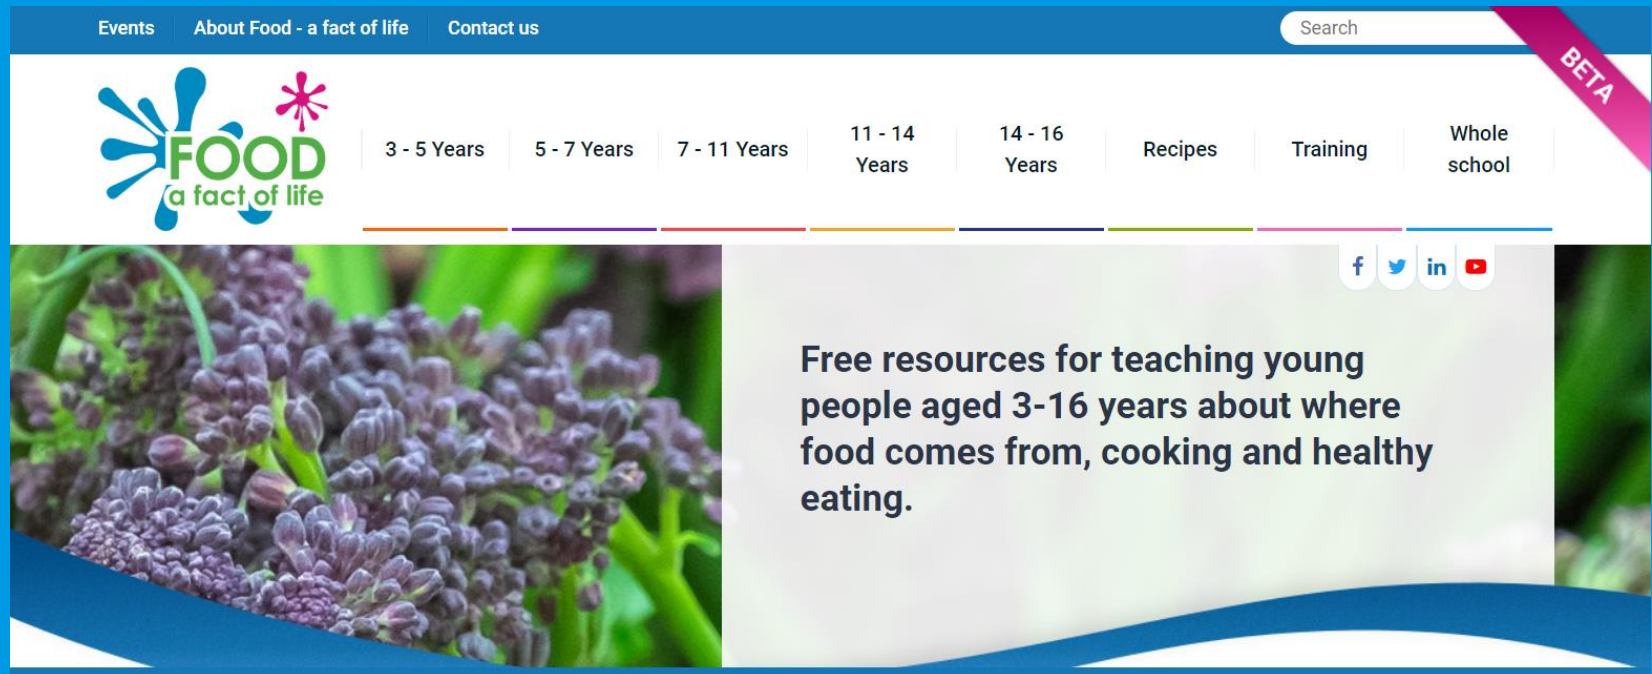 Events
About Food - a fact of life
Contact us
Search
BETA
FOOD
a fact of life
3 - 5 Years
5 - 7 Years
7 - 11 Years
11 - 14
Years
14 - 16
Years
Recipes
Training
Whole
school
f
in
Free resources for teaching young
people aged 3-16 years about where
food comes from, cooking and healthy
eating.